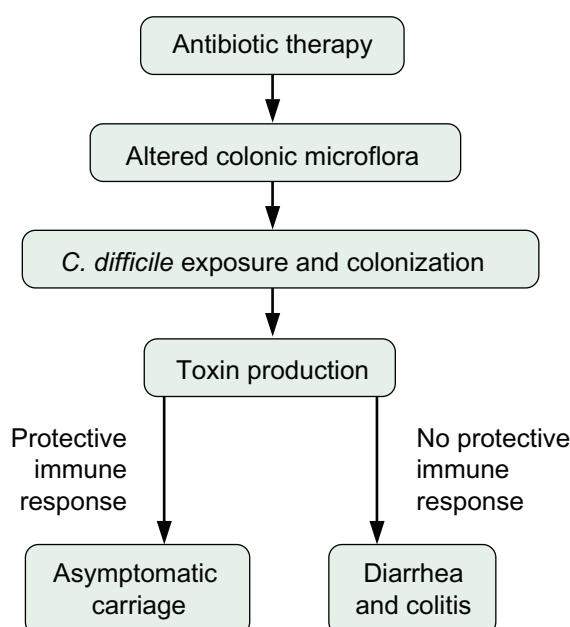 Antibiotic therapy
Altered colonic microflora
C. difficile exposure and colonization
Toxin production
Protective
immune
response
No protective
immune
response
Asymptomatic
carriage
Diarrhea
and colitis